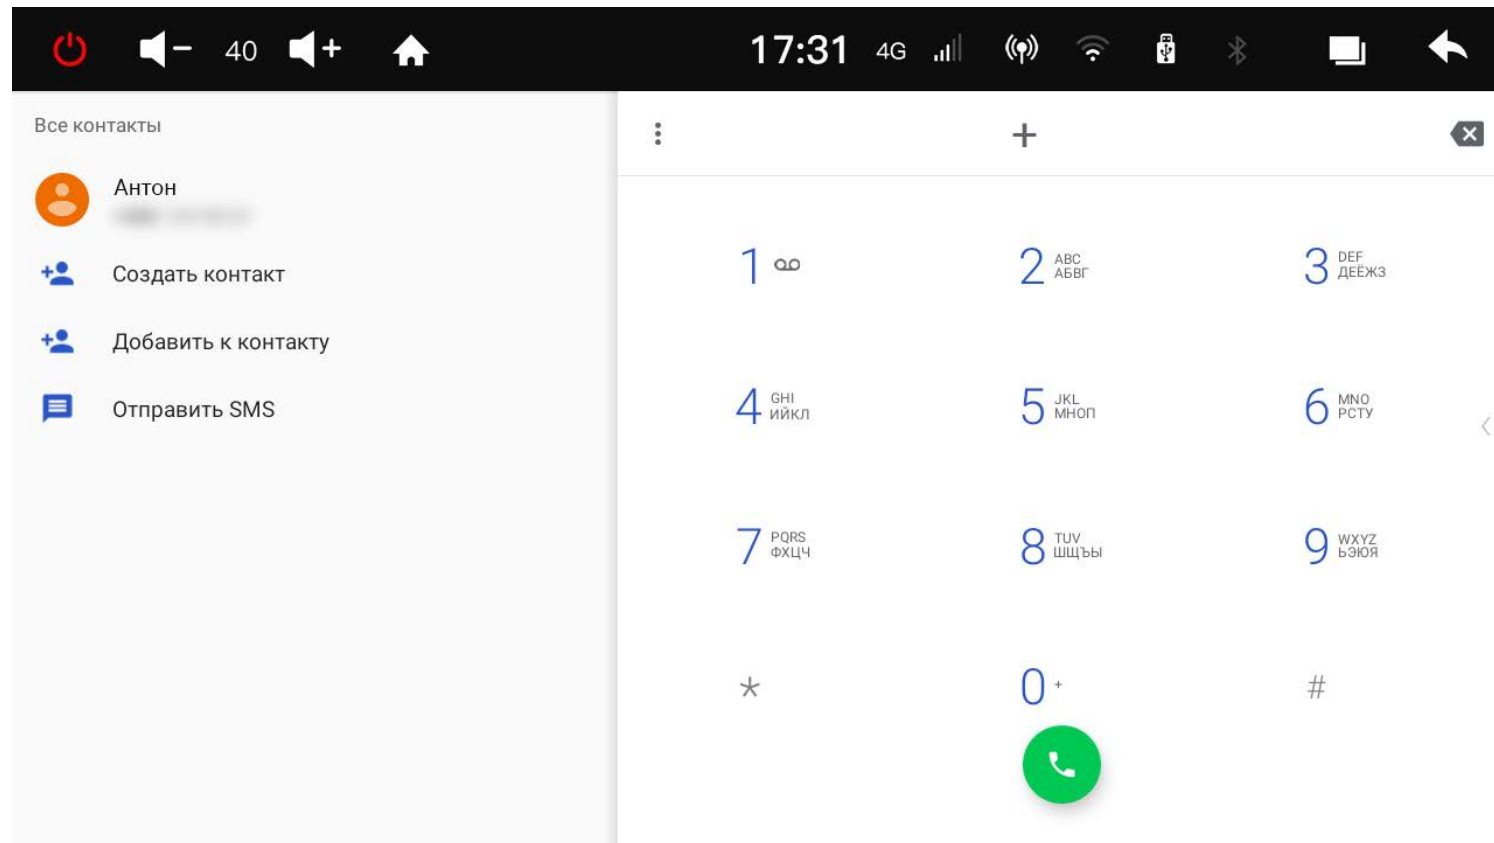 40
17:31 4G
Все контакты
Антон
Создать контакт
Добавить к контакту
Отправить SMS
+
1
2 ABC
АБВГ
3 DEF
ДЕЁЖЗ
4 GHI
ИЙКЛ
5 JKL
МНОП
6 MNO
РСТУ
7 PQRS
ФХЦЧ
8 TUV
ШЩЪЫ
9 WXYZ
ЬЭЮЯ
*
0 +
#